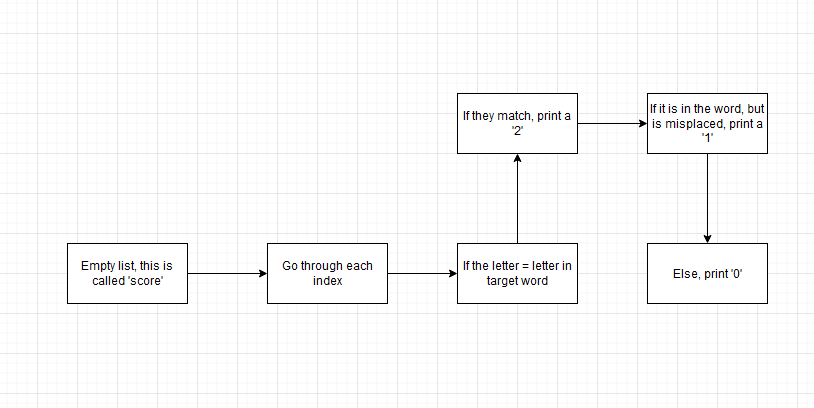 Empty list, this is
called 'score'
Go through each
index
If the letter = letter in
target word
If they match, print a
'2'
If it is in the word, but
is misplaced, print a
'1'
Else, print '0'